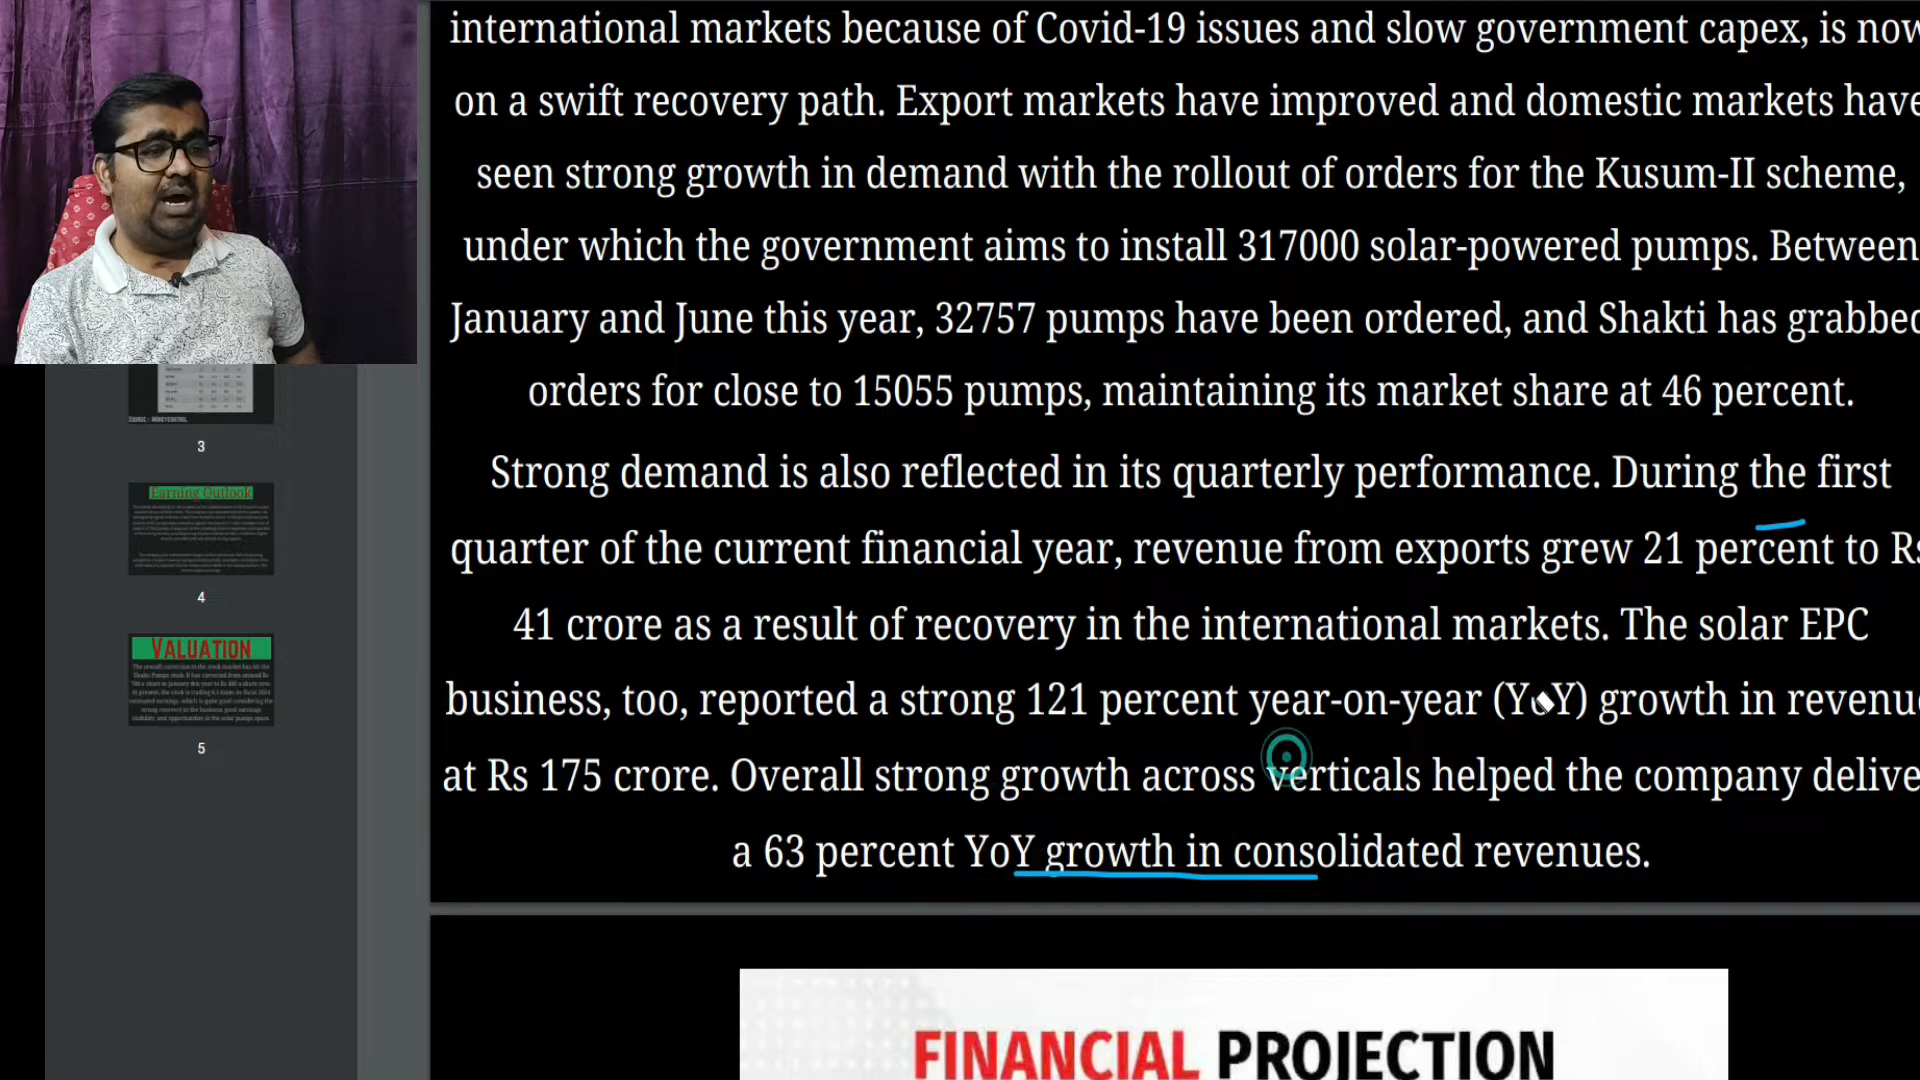 international markets because of Covid-19 issues and slow government capex, is now
on a swift recovery path. Export markets have improved and domestic markets have
seen strong growth in demand with the rollout of orders for the Kusum-II scheme,
under which the government aims to install 317000 solar-powered pumps. Between
January and June this year, 32757 pumps have been ordered, and Shakti has grabbed
orders for close to 15055 pumps, maintaining its market share at 46 percent.
Strong demand is also reflected in its quarterly performance. During the first
quarter of the current financial year, revenue from exports grew 21 percent to Rs
41 crore as a result of recovery in the international markets. The solar EPC
business, too, reported a strong 121 percent year-on-year (YoY) growth in revenue
at Rs 175 crore. Overall strong growth across verticals helped the company delive
a 63 percent YoY growth in consolidated revenues.
FINANCIAL PROJECTION
3
Earning Outlook
4
VALUATION
5